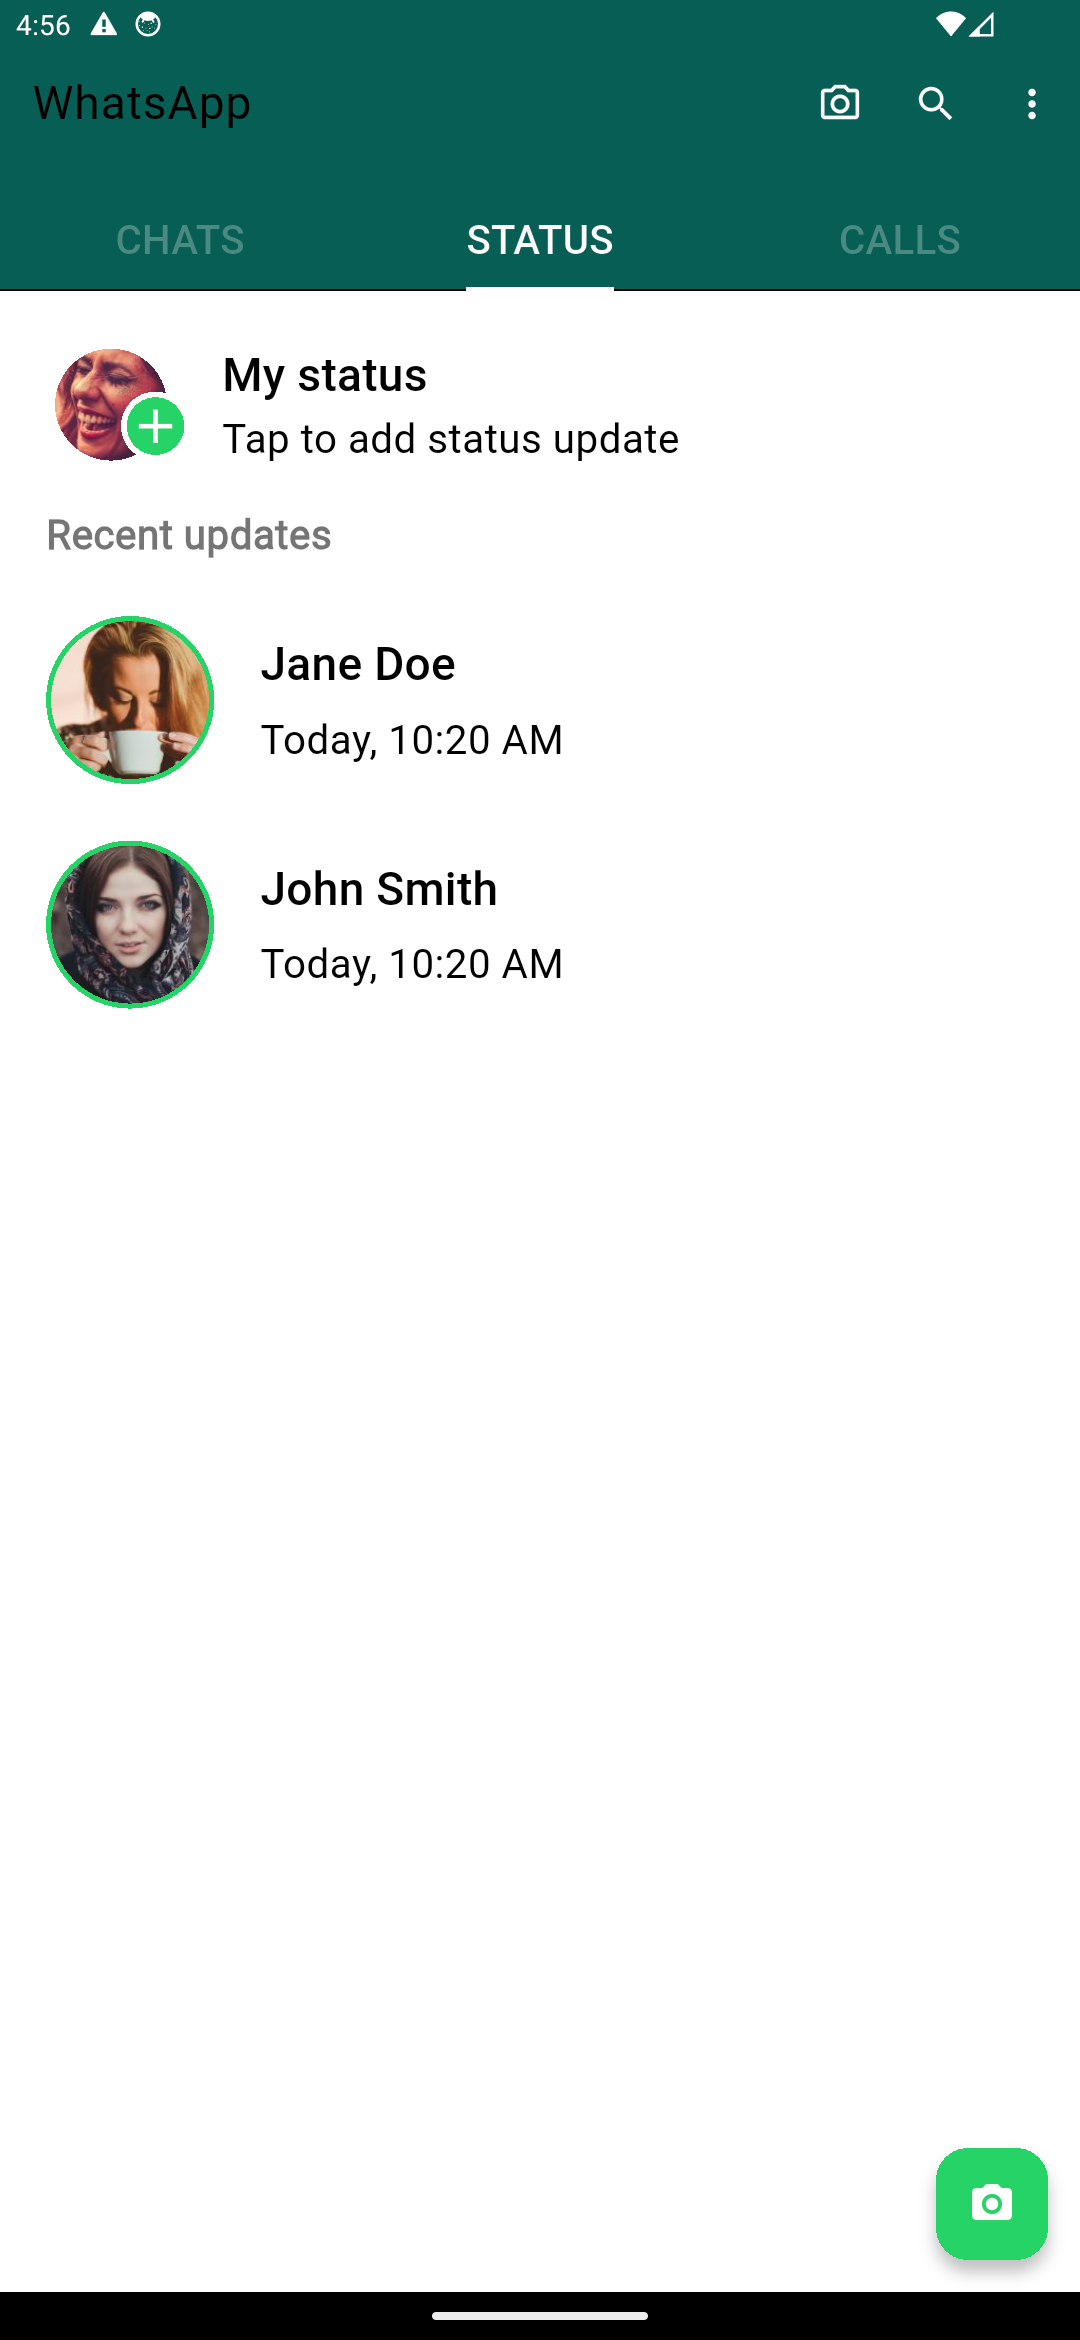 4:56
WhatsApp
CHATS STATUS CALLS
My status
Tap to add status update
Recent updates
Jane Doe
Today, 10:20 AM
John Smith
Today, 10:20 AM